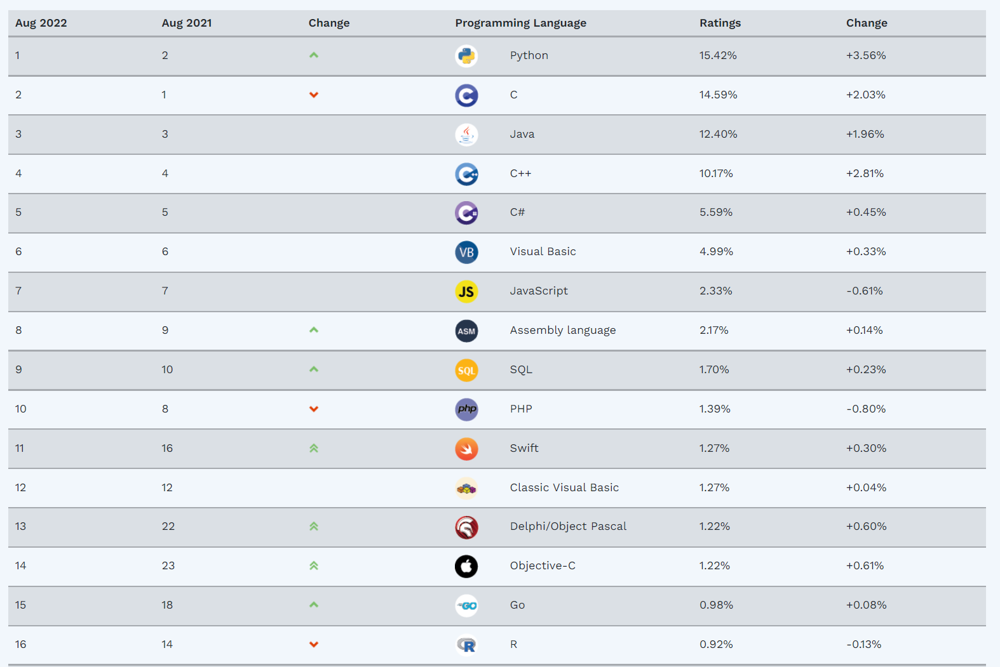 Aug 2022 Aug 2021 Change Programming Language Ratings Change
1 2 Python 15.42% +3.56%
2 1 C 14.59% +2.03%
3 3 Java 12.40% +1.96%
4 4 C++ 10.17% +2.81%
5 5 C# 5.59% +0.45%
6 6 VB Visual Basic 4.99% +0.33%
7 7 JS JavaScript 2.33% -0.61%
8 9 ASM Assembly language 2.17% +0.14%
9 10 SQL SQL 1.70% +0.23%
10 8 php PHP 1.39% -0.80%
11 16 Swift 1.27% +0.30%
12 12 Classic Visual Basic 1.27% +0.04%
13 22 Delphi/Object Pascal 1.22% +0.60%
14 23 Objective-C 1.22% +0.61%
15 18 GO Go 0.98% +0.08%
16 14 R R 0.92% -0.13%